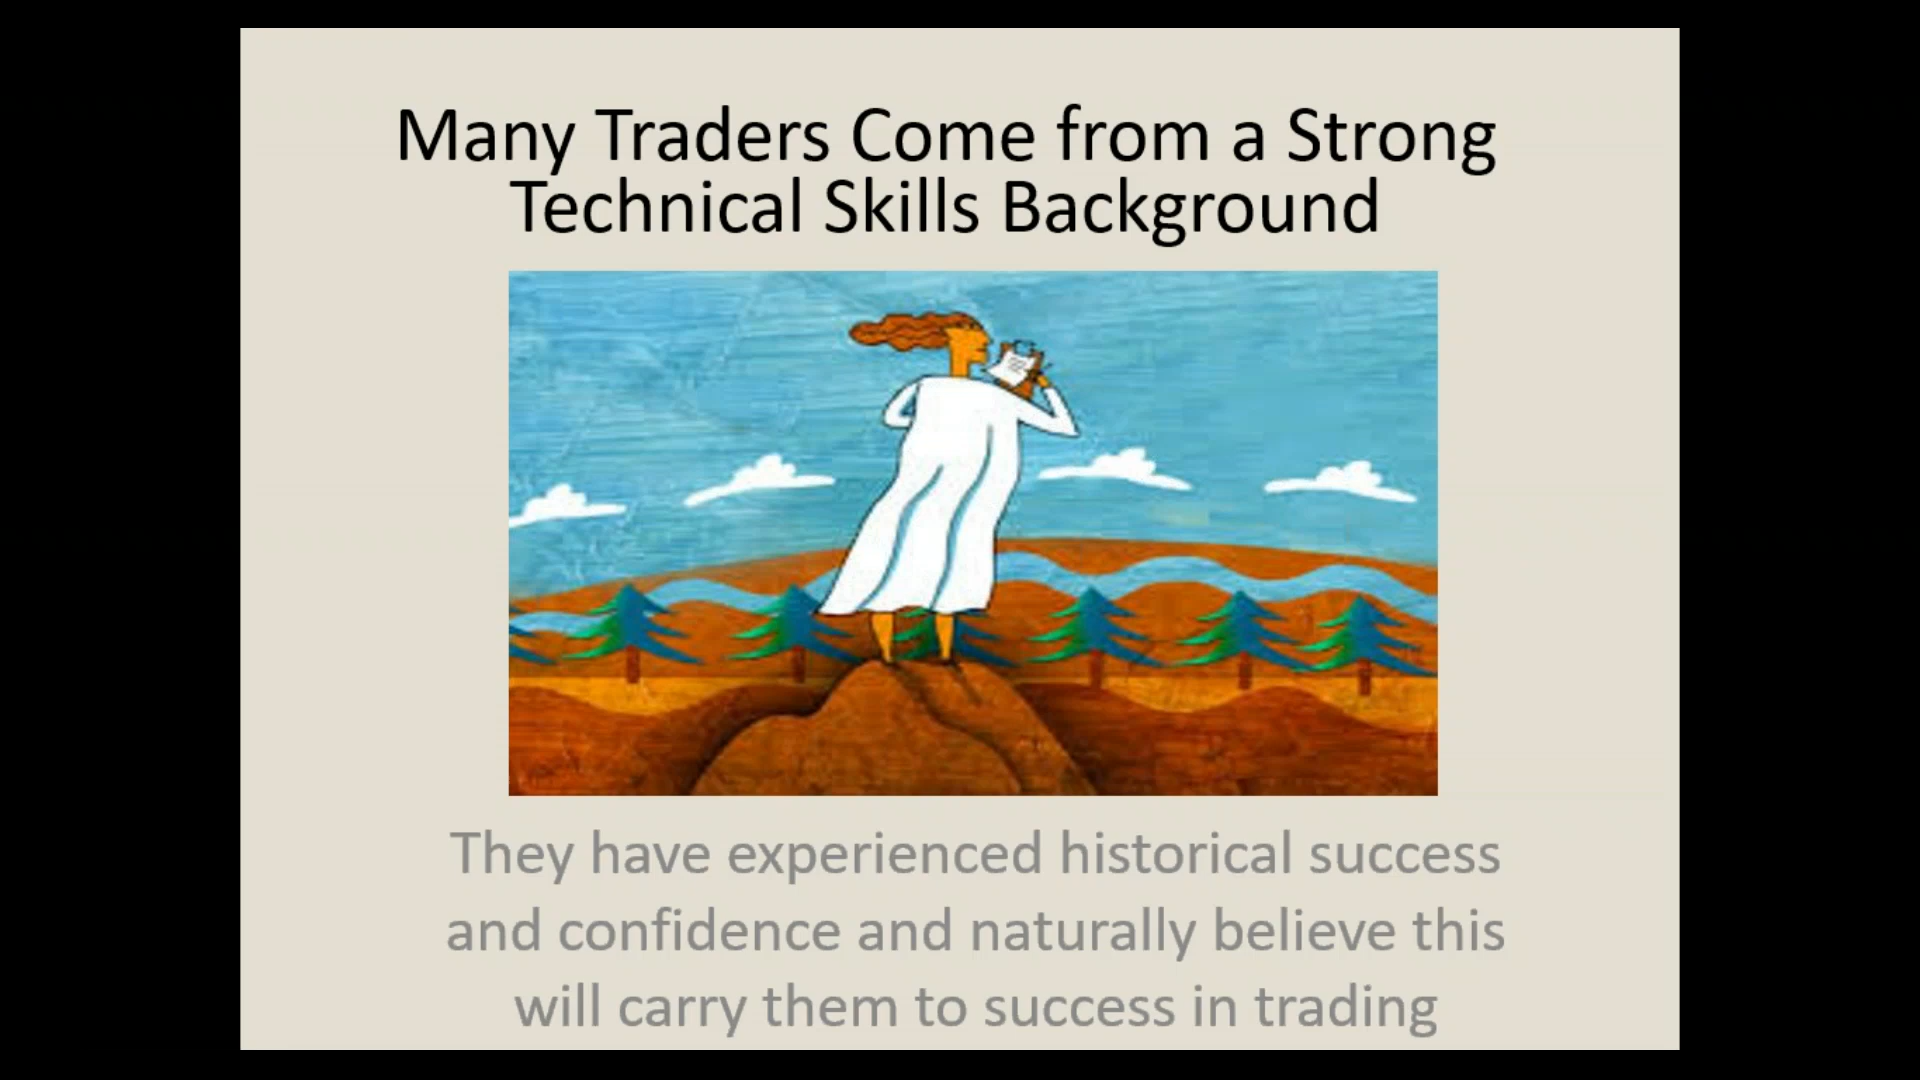 Many Traders Come from a Strong
Technical Skills Background
They have experienced historical success
and confidence and naturally believe this
will carry them to success in trading